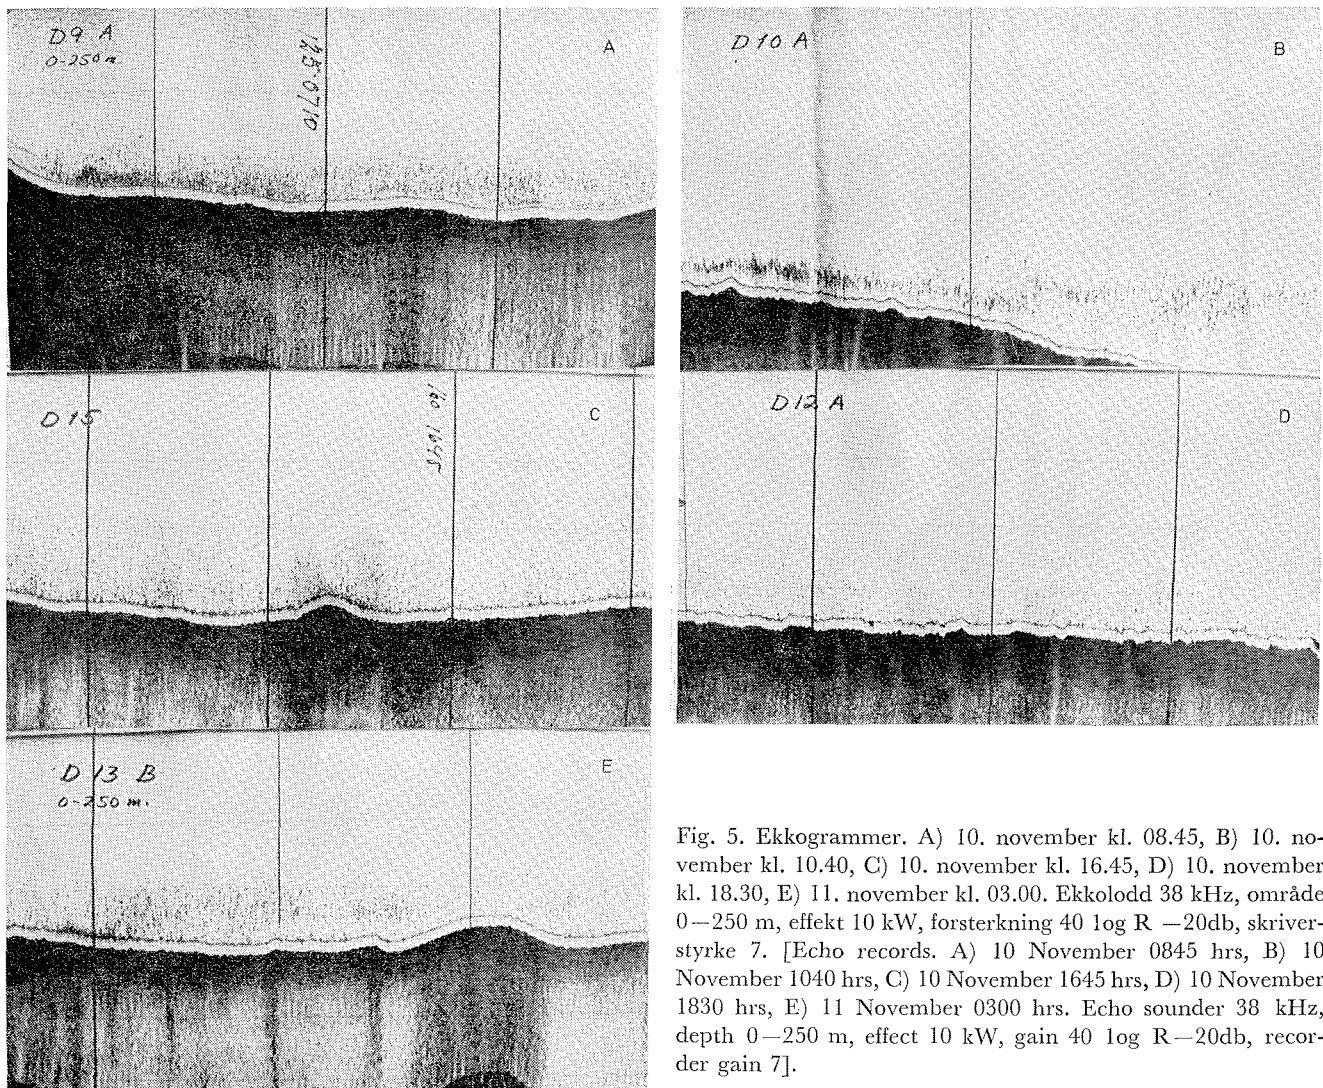 D9 A
0-250 m
A
D10 A
B
D 15
C
160 1645
D12 A
D
D 13 B
0-250 m.
E
Fig. 5. Ekkogrammer. A) 10. november kl. 08.45, B) 10. no-
vember kl. 10.40, C) 10. november kl. 16.45, D) 10. november
kl. 18.30, E) 11. november kl. 03.00. Ekkolodd 38 kHz, område
0—250 m, effekt 10 kW, forsterkning 40 log R —20db, skriver-
styrke 7. [Echo records. A) 10 November 0845 hrs, B) 10
November 1040 hrs, C) 10 November 1645 hrs, D) 10 November
1830 hrs, E) 11 November 0300 hrs. Echo sounder 38 kHz,
depth 0—250 m, effect 10 kW, gain 40 log R—20db, recor-
der gain 7].